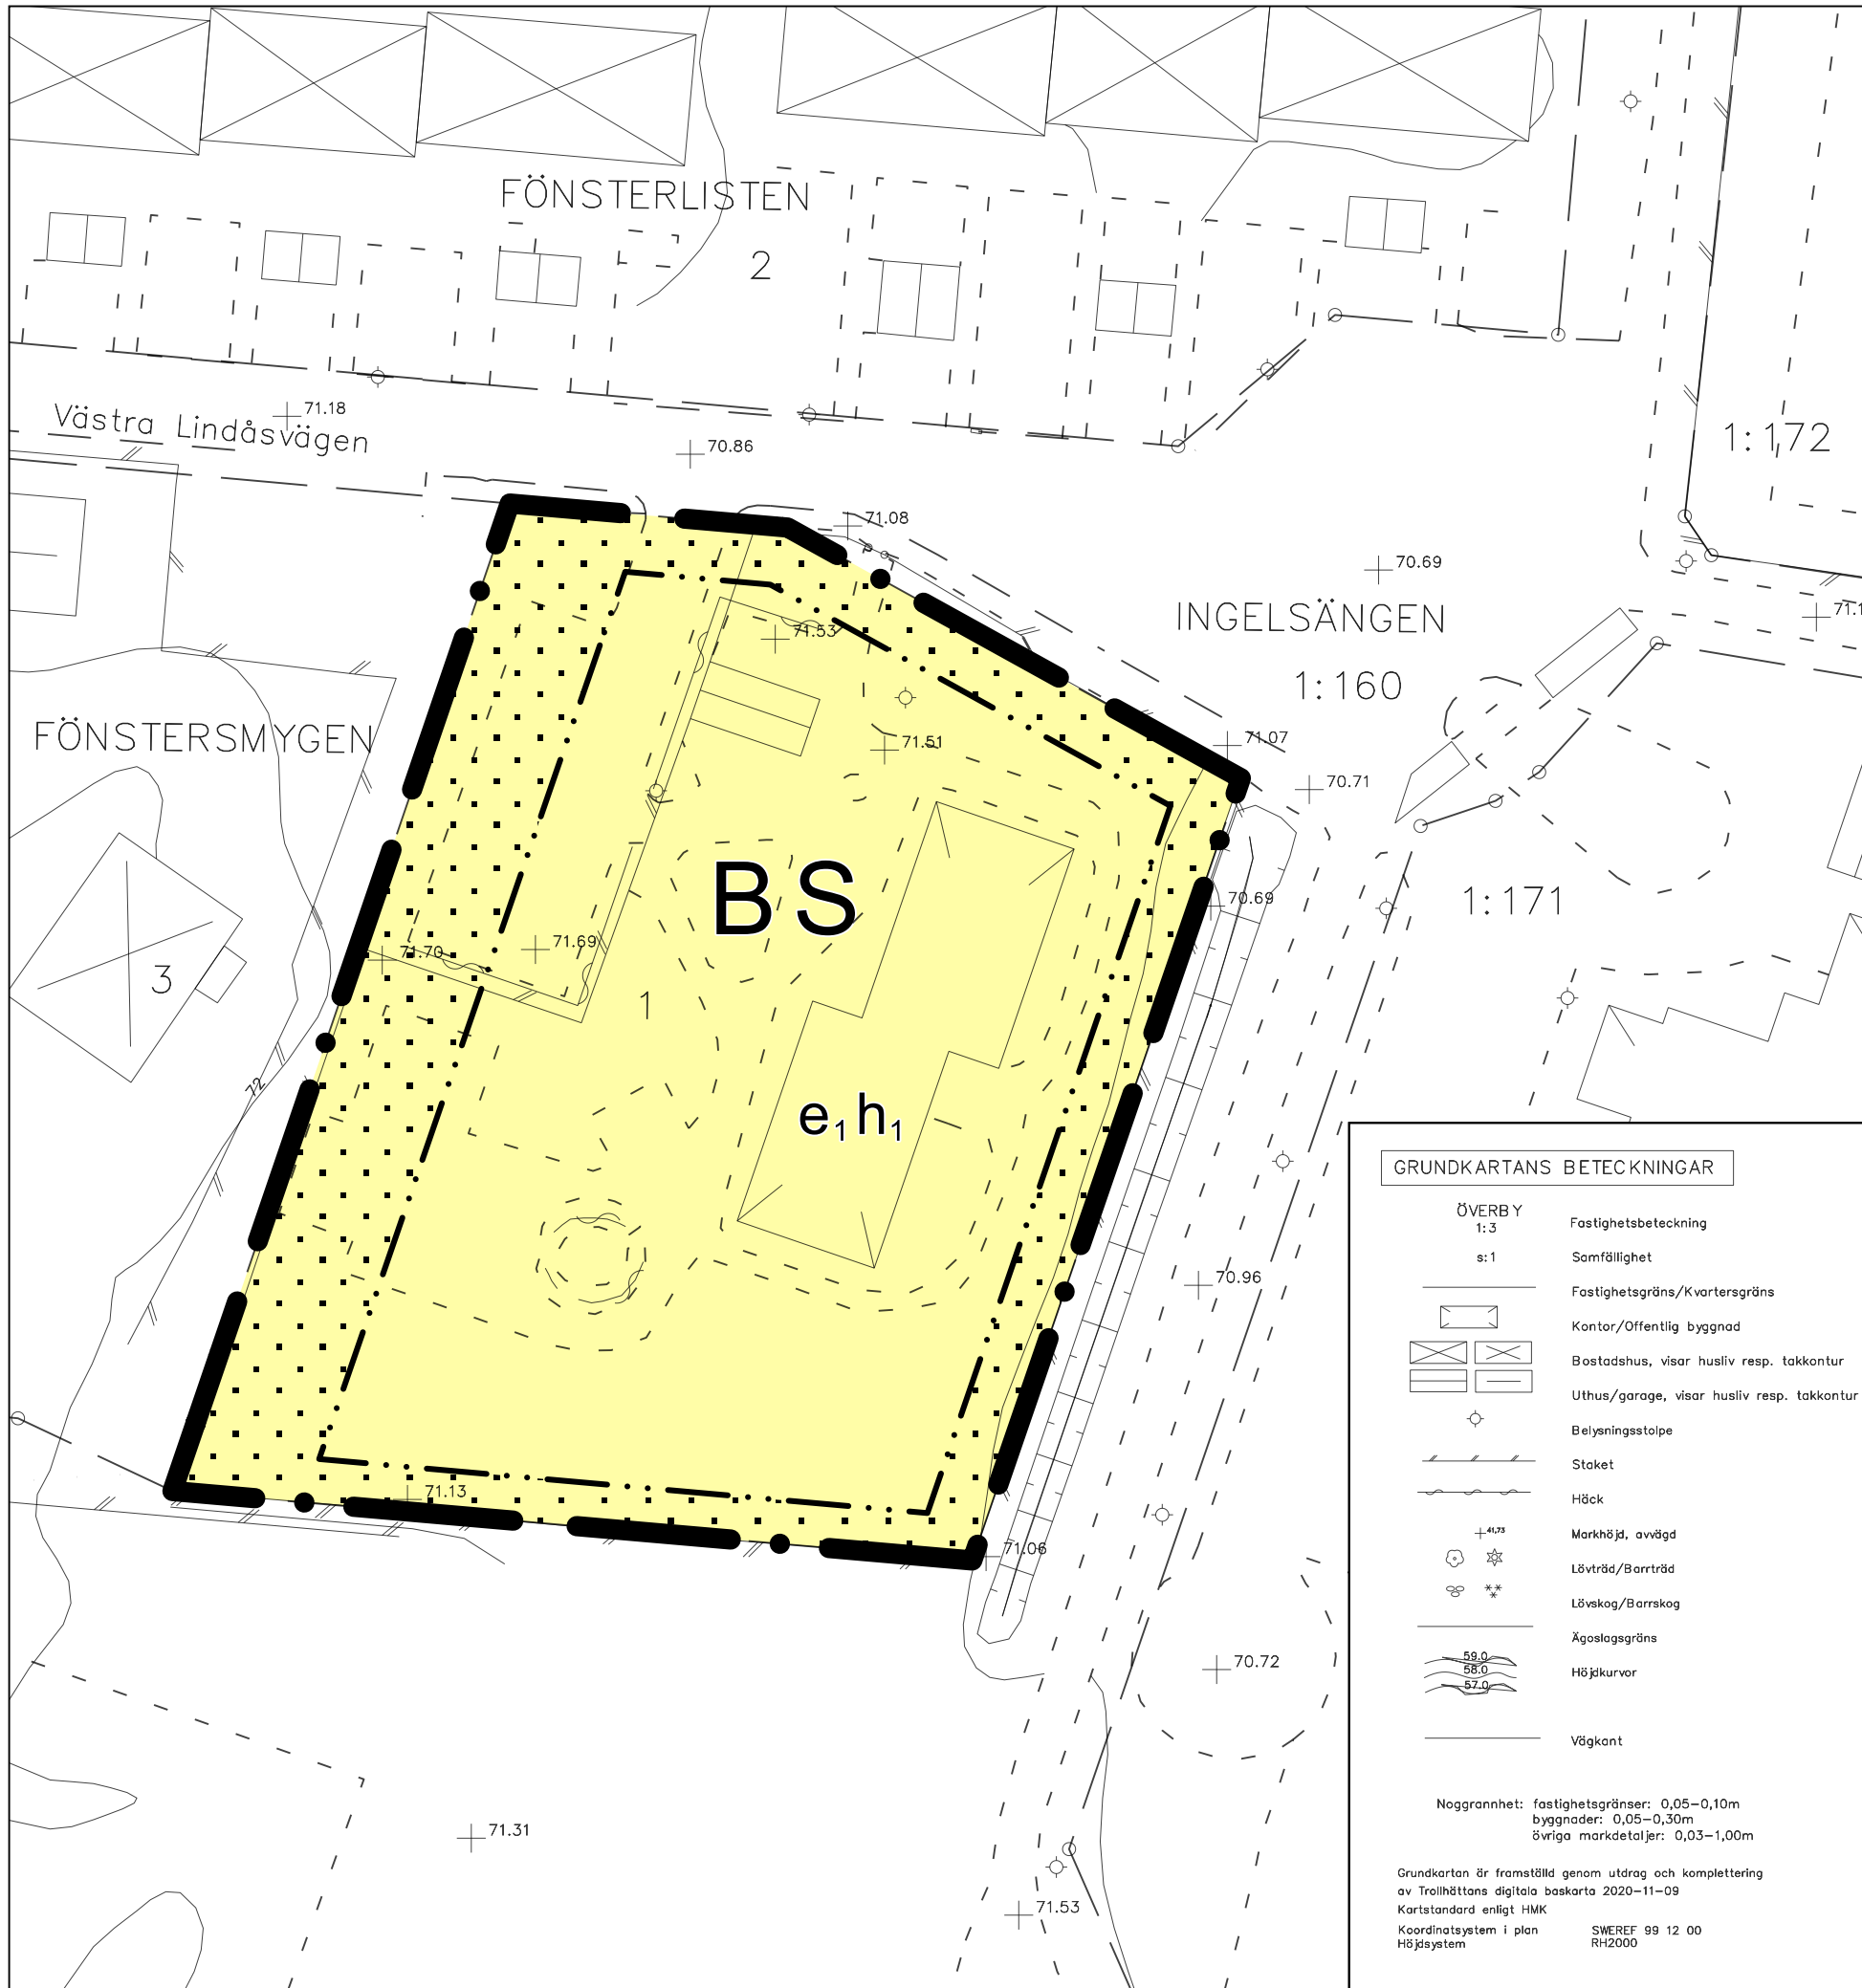 FÖNSTERLISTEN
2
Västra Lindåsvägen
71.18
70.86
1:172
71.08
70.69
INGELSÄNGEN
1:160
71.53
71.51
71.07
70.71
FÖNSTERSMYGEN
BS
70.69
1:171
71.70
71.69
3
1
72
e₁h₁
70.96
71.13
71.06
70.72
71.31
71.53
GRUNDKARTANS BETECKNINGAR
ÖVERBY
1:3
Fastighetsbeteckning
s:1 Samfällighet
Fastighetsgräns/Kvartersgräns
Kontor/Offentlig byggnad
Bostadshus, visar husliv resp. takkontur
Uthus/garage, visar husliv resp. takkontur
Belysningsstolpe
Staket
Häck
41,73 Markhöjd, avvägd
Lövträd/Barrträd
Lövskog/Barrskog
Ägoslagsgräns
59.0
58.0 Höjdkurvor
57.0
Vägkant
Noggrannhet: fastighetsgränser: 0,05-0,10m
byggnader: 0,05-0,30m
övriga markdetaljer: 0,03-1,00m
Grundkartan är framställd genom utdrag och komplettering
av Trollhättans digitala baskarta 2020-11-09
Kartstandard enligt HMK
Koordinatsystem i plan SWEREF 99 12 00
Höjdsystem RH2000